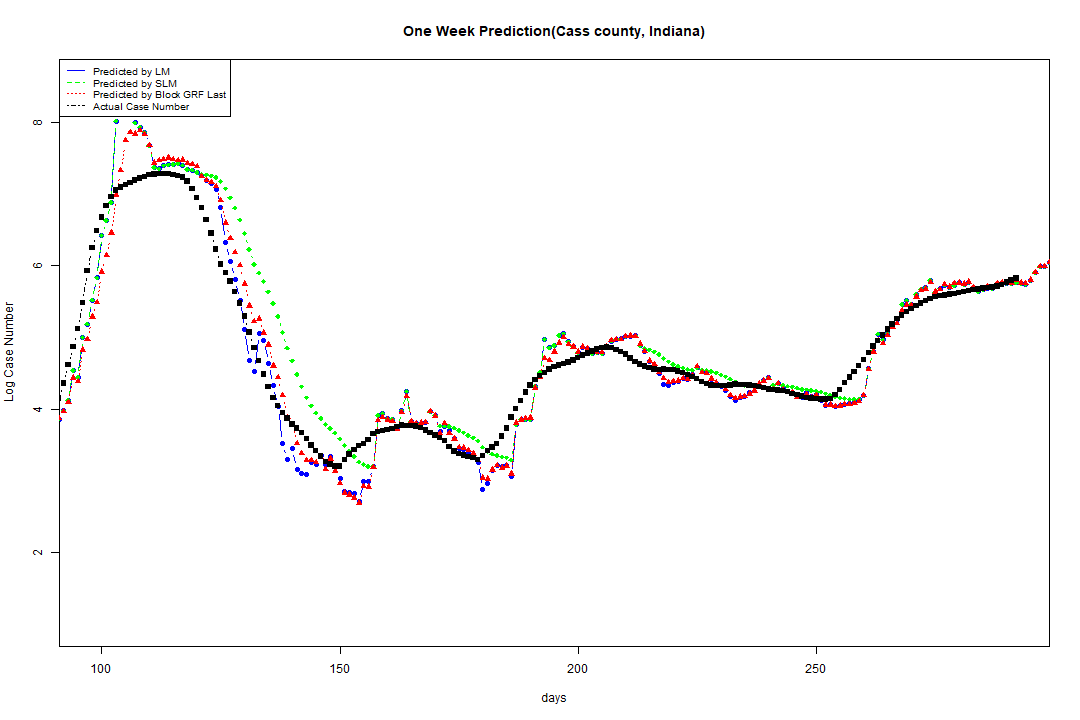 One Week Prediction(Cass county, Indiana)
Predicted by LM
Predicted by SLM
Predicted by Block GRF Last
Actual Case Number
Log Case Number
8
6
4
2
100 150 200 250
days